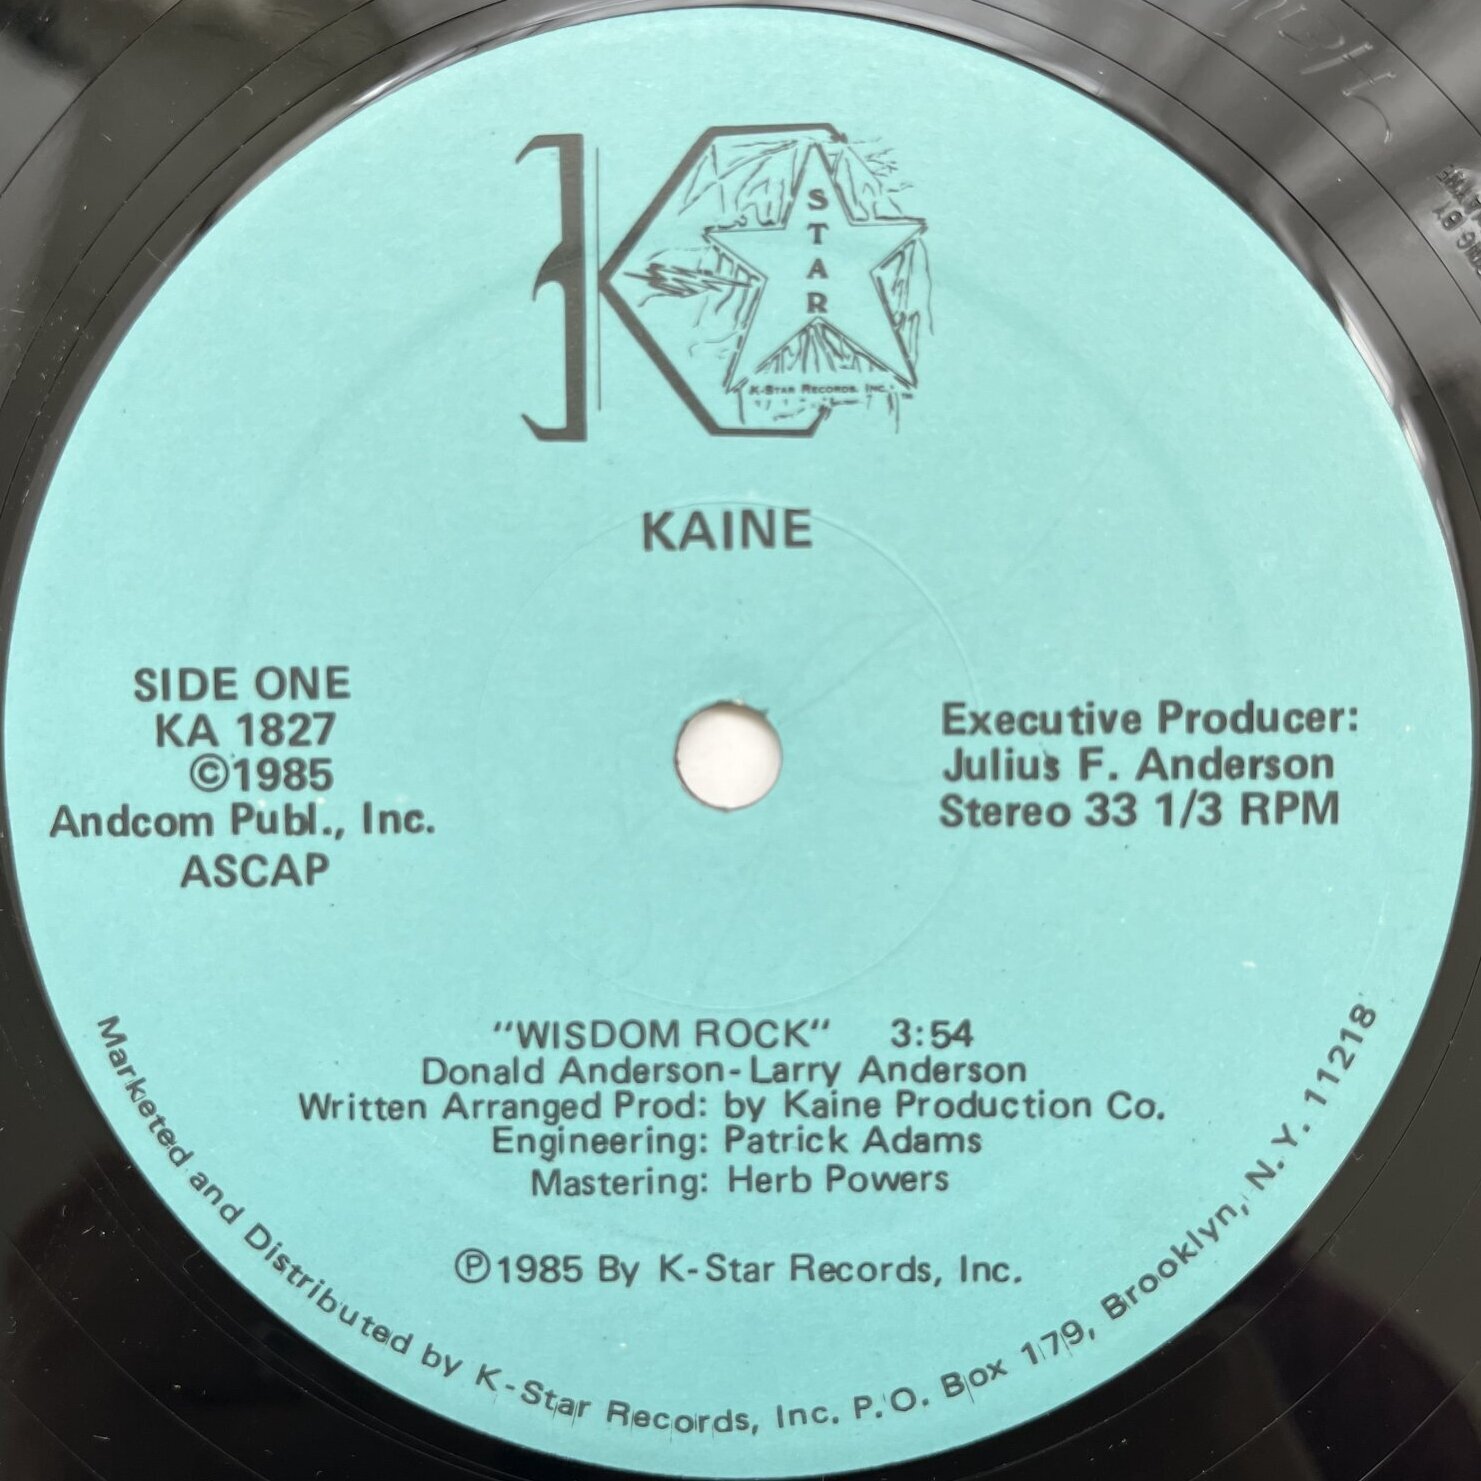 K
STAR
K-STAR RECORDS, INC. ™
KAINE
SIDE ONE
KA 1827
©1985
Andcom Publ., Inc.
ASCAP
Executive Producer:
Julius F. Anderson
Stereo 33 1/3 RPM
"WISDOM ROCK" 3:54
Donald Anderson-Larry Anderson
Written Arranged Prod: by Kaine Production Co.
Engineering: Patrick Adams
Mastering: Herb Powers
℗1985 By K-Star Records, Inc.
Marketed and Distributed by K-Star Records, Inc. P.O. Box 179, Brooklyn, N.Y. 11218